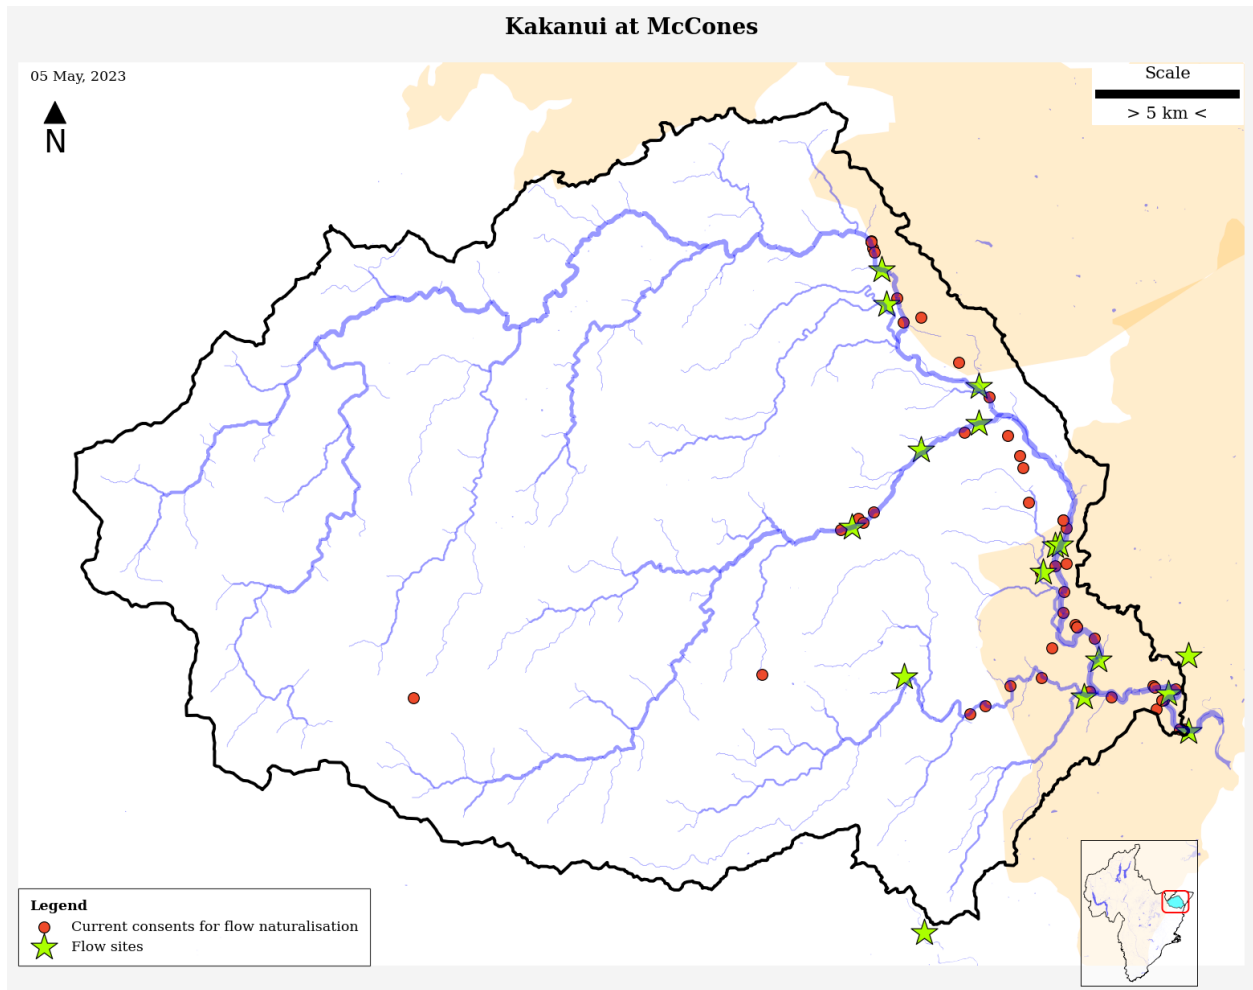 Kakanui at McCones
05 May, 2023
N
Scale
> 5 km <
Legend
Current consents for flow naturalisation
Flow sites